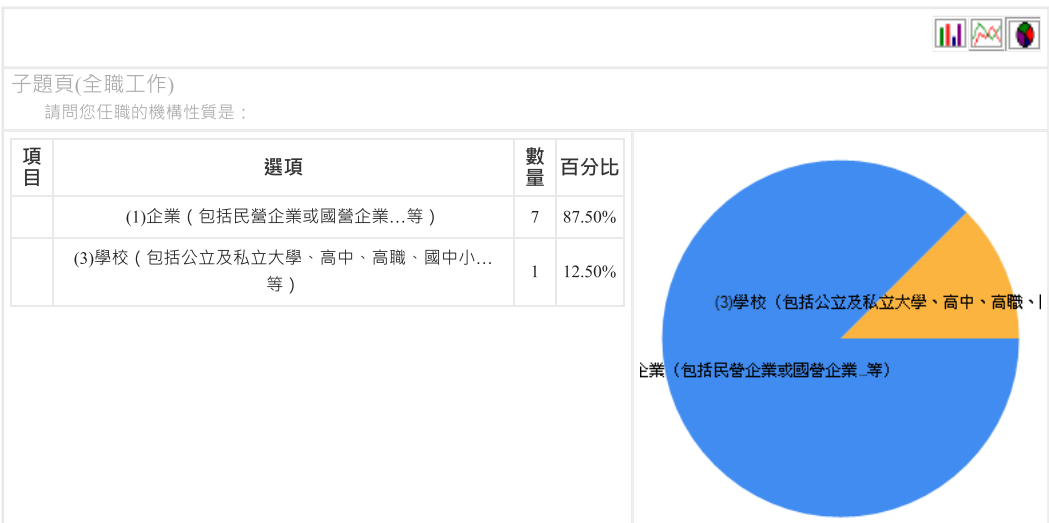 子題頁(全職工作)
請問您任職的機構性質是：
項目 選項 數量 百分比
(1)企業（包括民營企業或國營企業...等） 7 87.50%
(3)學校（包括公立及私立大學、高中、高職、國中小...
等） 1 12.50%
(3)學校（包括公立及私立大學、高中、高職、
企業（包括民營企業或國營企業...等）